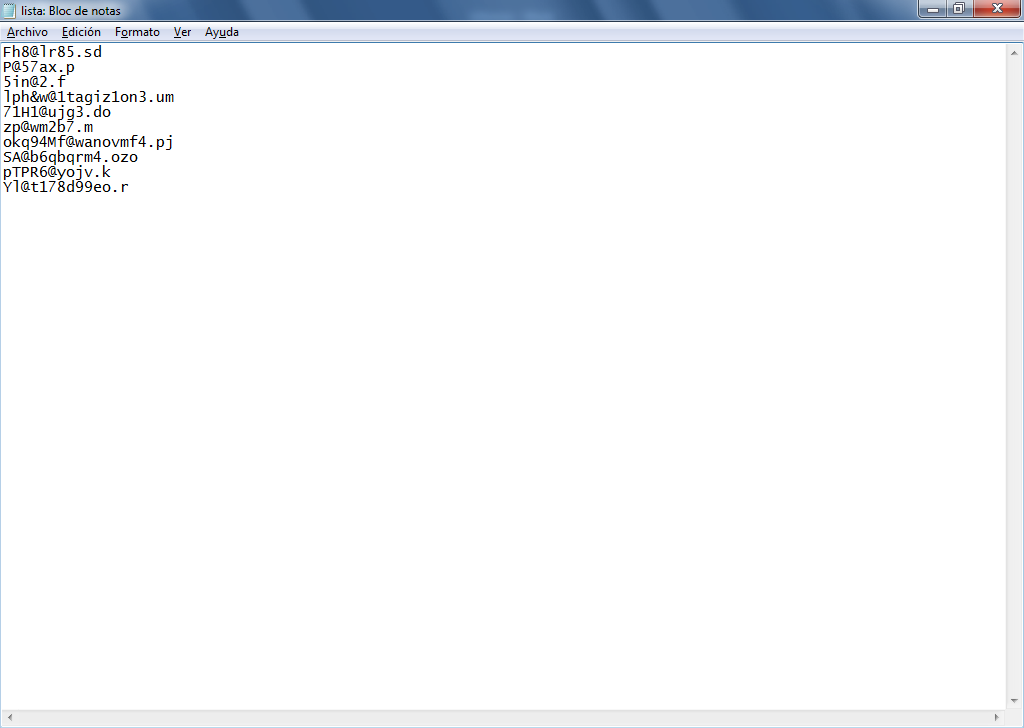 lista: Bloc de notas
Archivo Edición Formato Ver Ayuda
Fh8@lr85.sd
P@57ax.p
5in@2.f
lph&w@1tagiz1on3.um
71H1@ujg3.do
zp@wm2b7.m
okq94Mf@wanovmf4.pj
SA@b6qbqrm4.ozo
pTPR6@yojv.k
Yl@t178d99eo.r